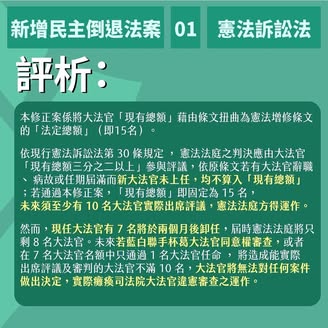 新增民主倒退法案 01 憲法訴訟法
評析：
本修正案係將大法官「現有總額」藉由條文扭曲為憲法增修條
文的「法定總額」（即15名）。
依現行憲法訴訟法第 30 條規定，憲法法庭之判決應由大法官
「現有總額三分之二以上」參與評議，依原條文若有大法官辭職
、病故或任期屆滿而新大法官未上任，均不算入「現有總額」
；若通過本修正案，「現有總額」即固定為 15 名，
未來須至少有 10 名大法官實際出席評議，憲法法庭方得運作。
然而，現任大法官有 7 名將於兩個月後卸任，屆時憲法法庭將只
剩 8 名大法官。未來若藍白聯手杯葛大法官同意權審查，或者
在 7 名大法官名額中只通過 1 名大法官任命，將造成能實際
出席評議及審判的大法官不滿 10 名，大法官將無法對任何案件
做出決定，實際癱瘓司法院大法官違憲審查之運作。